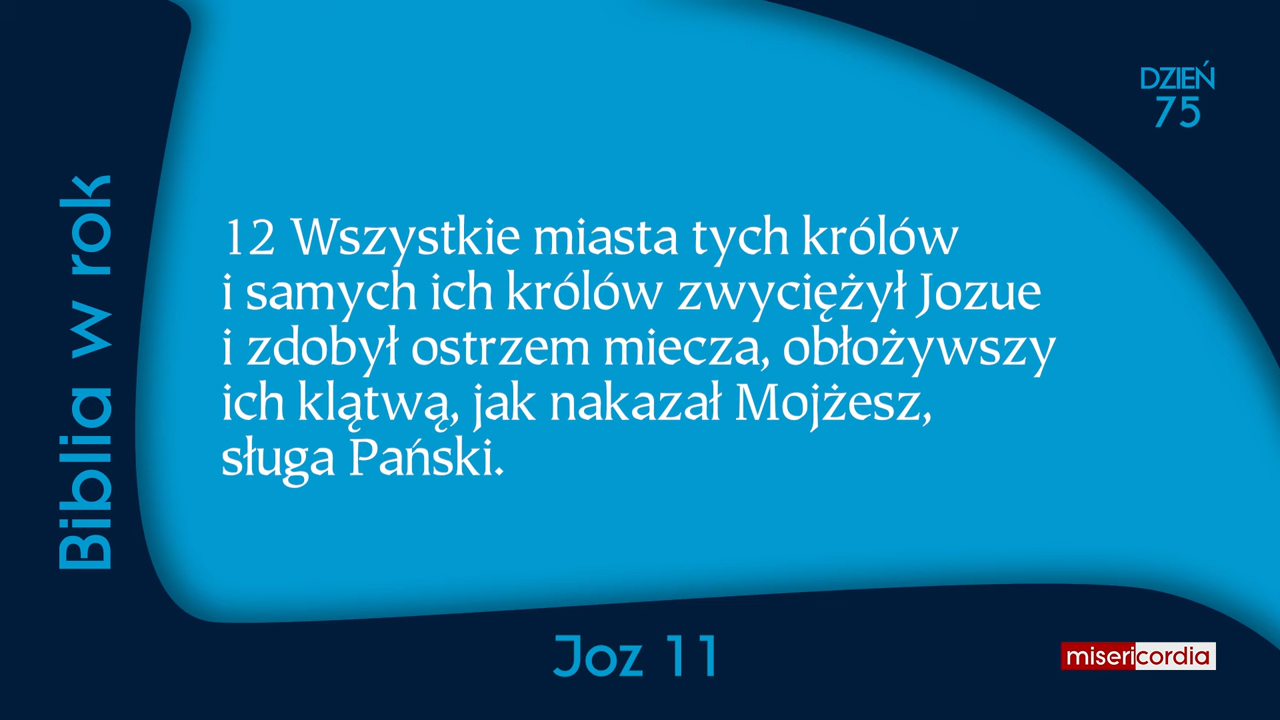 DZIEŃ
75
Biblia w rok
12 Wszystkie miasta tych królów
i samych ich królów zwyciężył Jozue
i zdobył ostrzem miecza, obłożywszy
ich klątwą, jak nakazał Mojżesz,
sługa Pański.
Joz 11
misericordia